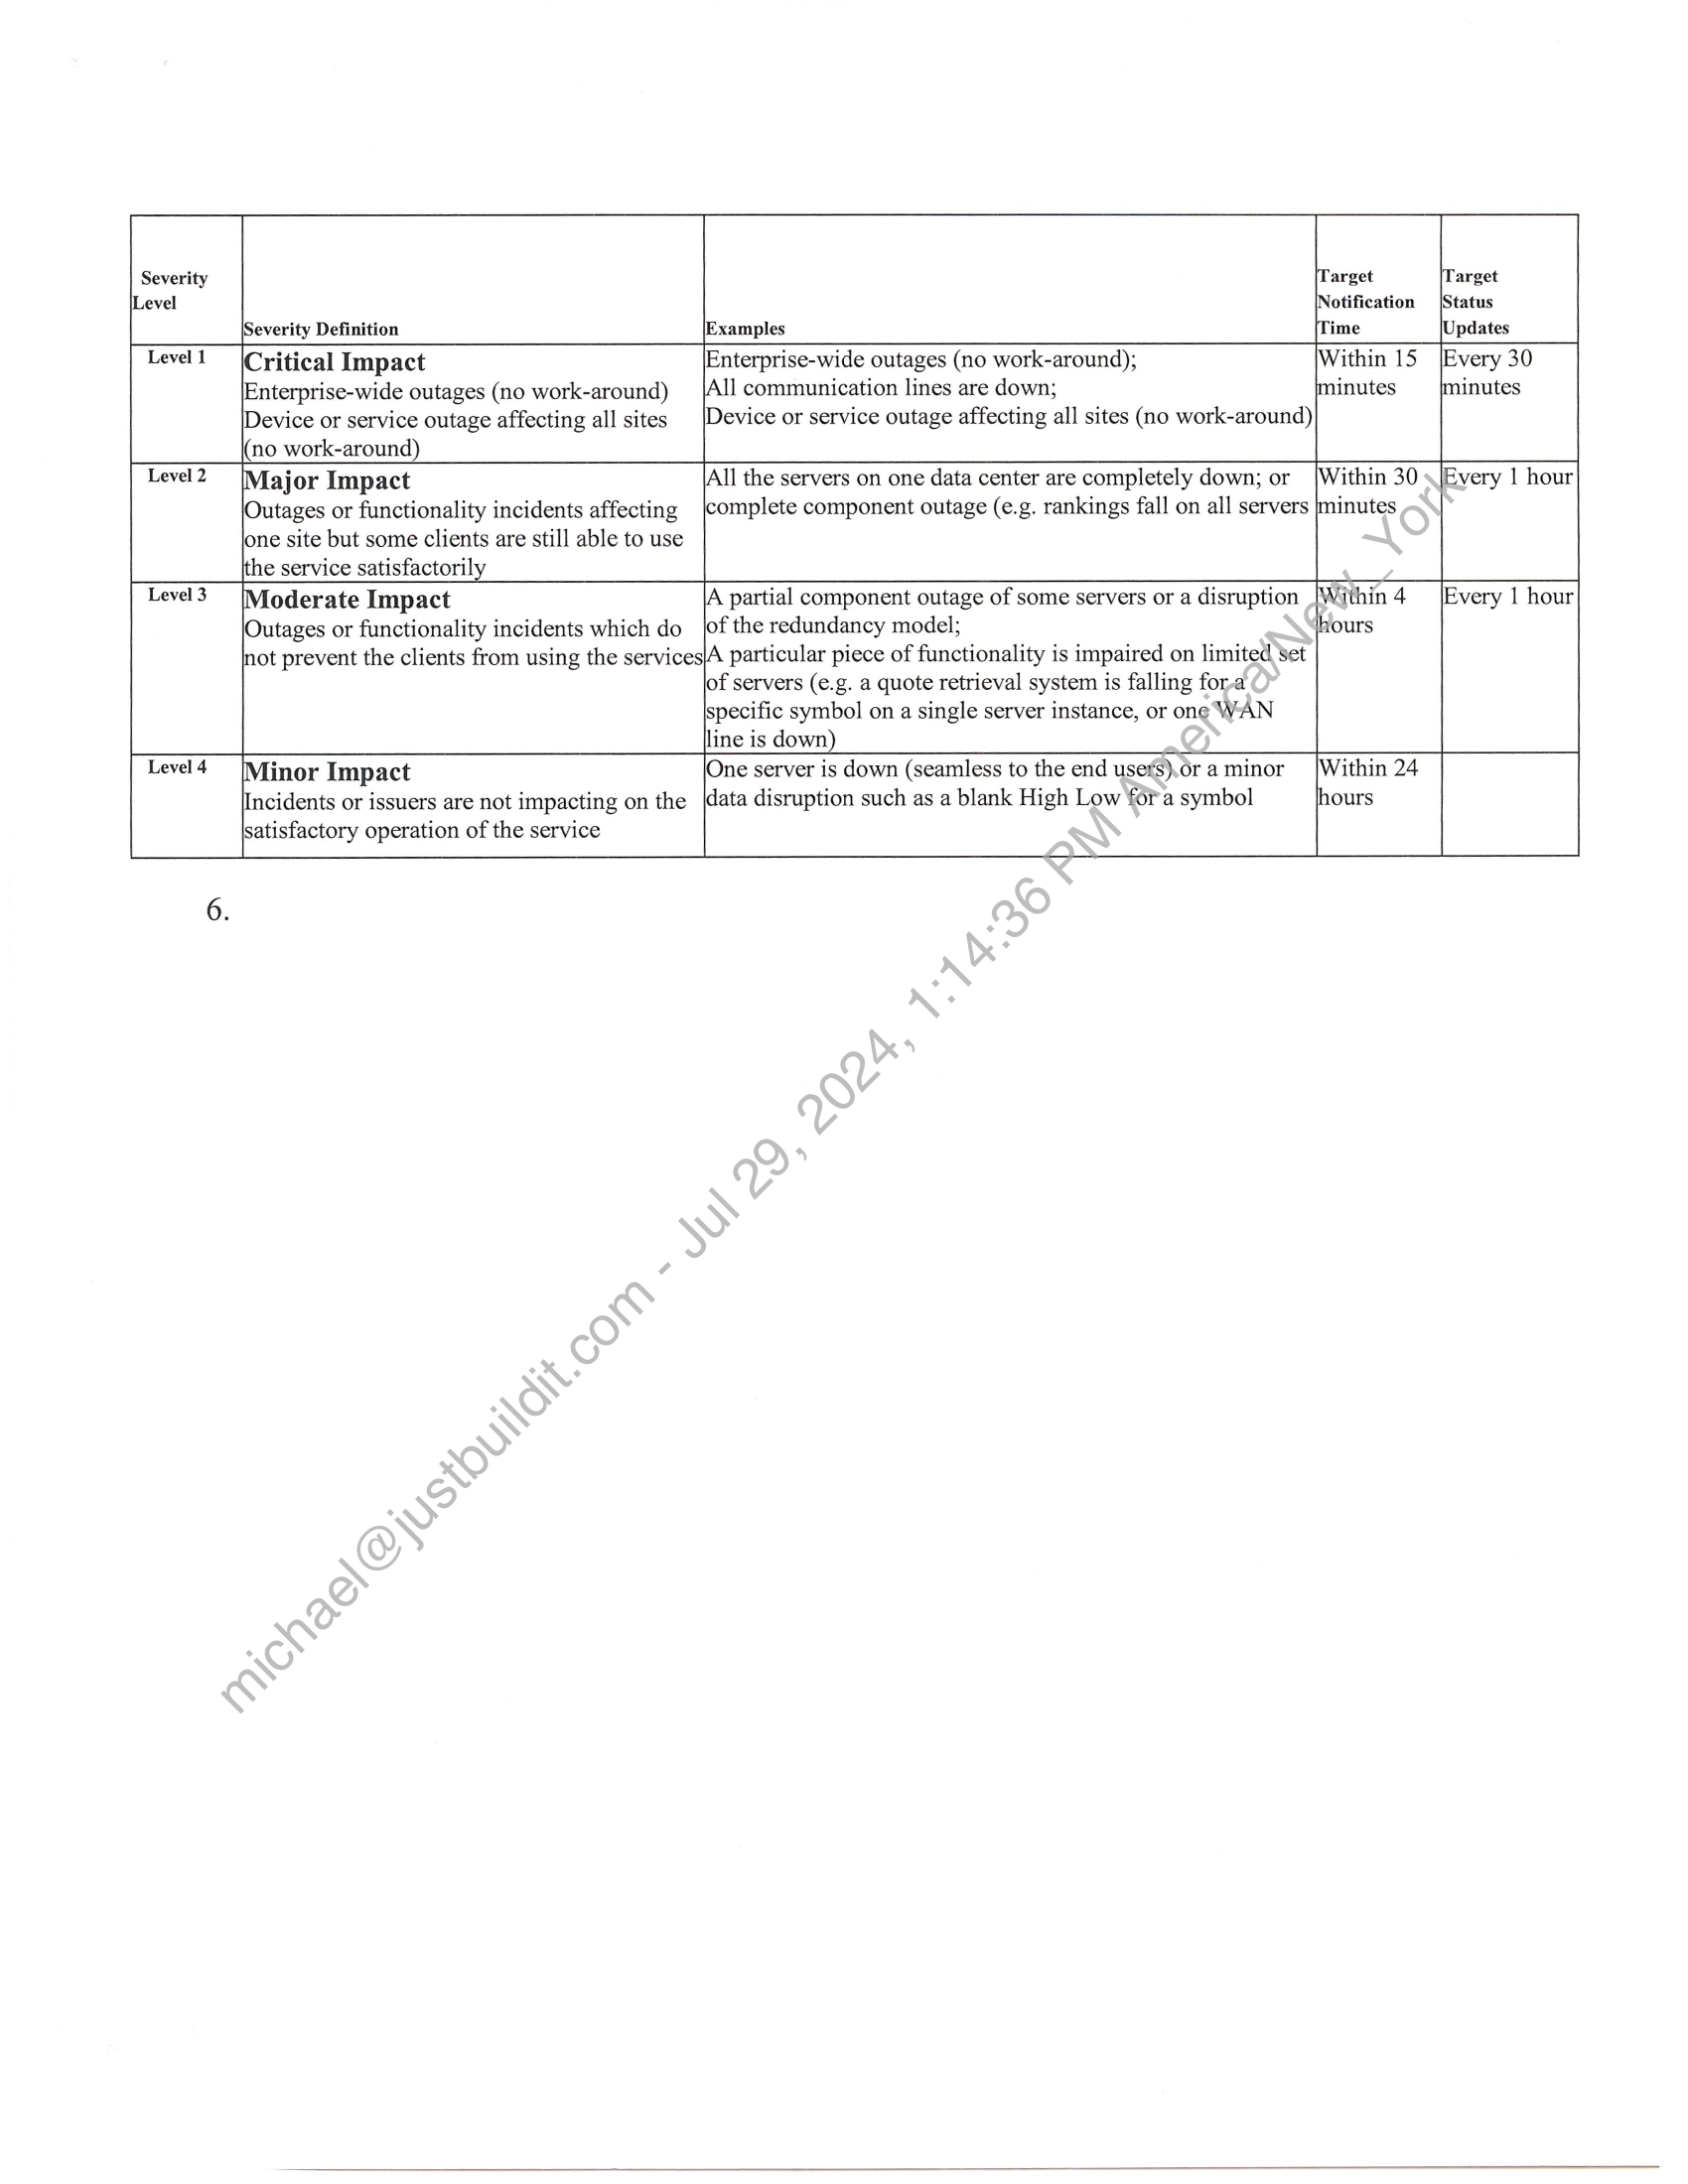 Severity
Level
Severity Definition
Examples
Target
Notification
Time
Target
Status
Updates
Level 1
Critical Impact
Enterprise-wide outages (no work-around)
Device or service outage affecting all sites
(no work-around)
Enterprise-wide outages (no work-around);
All communication lines are down;
Device or service outage affecting all sites (no work-around)
Within 15
minutes
Every 30
minutes
Level 2
Major Impact
Outages or functionality incidents affecting
one site but some clients are still able to use
the service satisfactorily
All the servers on one data center are completely down; or
complete component outage (e.g. rankings fall on all servers
Within 30
minutes
Every 1 hour
Level 3
Moderate Impact
Outages or functionality incidents which do
not prevent the clients from using the services
A partial component outage of some servers or a disruption
of the redundancy model;
A particular piece of functionality is impaired on limited set
of servers (e.g. a quote retrieval system is falling for a
specific symbol on a single server instance, or one WAN
line is down)
Within 4
hours
Every 1 hour
Level 4
Minor Impact
Incidents or issuers are not impacting on the
satisfactory operation of the service
One server is down (seamless to the end users) or a minor
data disruption such as a blank High Low for a symbol
Within 24
hours
6.
michael@justbuildit.com - Jul 29, 2024, 1:14:36 PM America/New_York